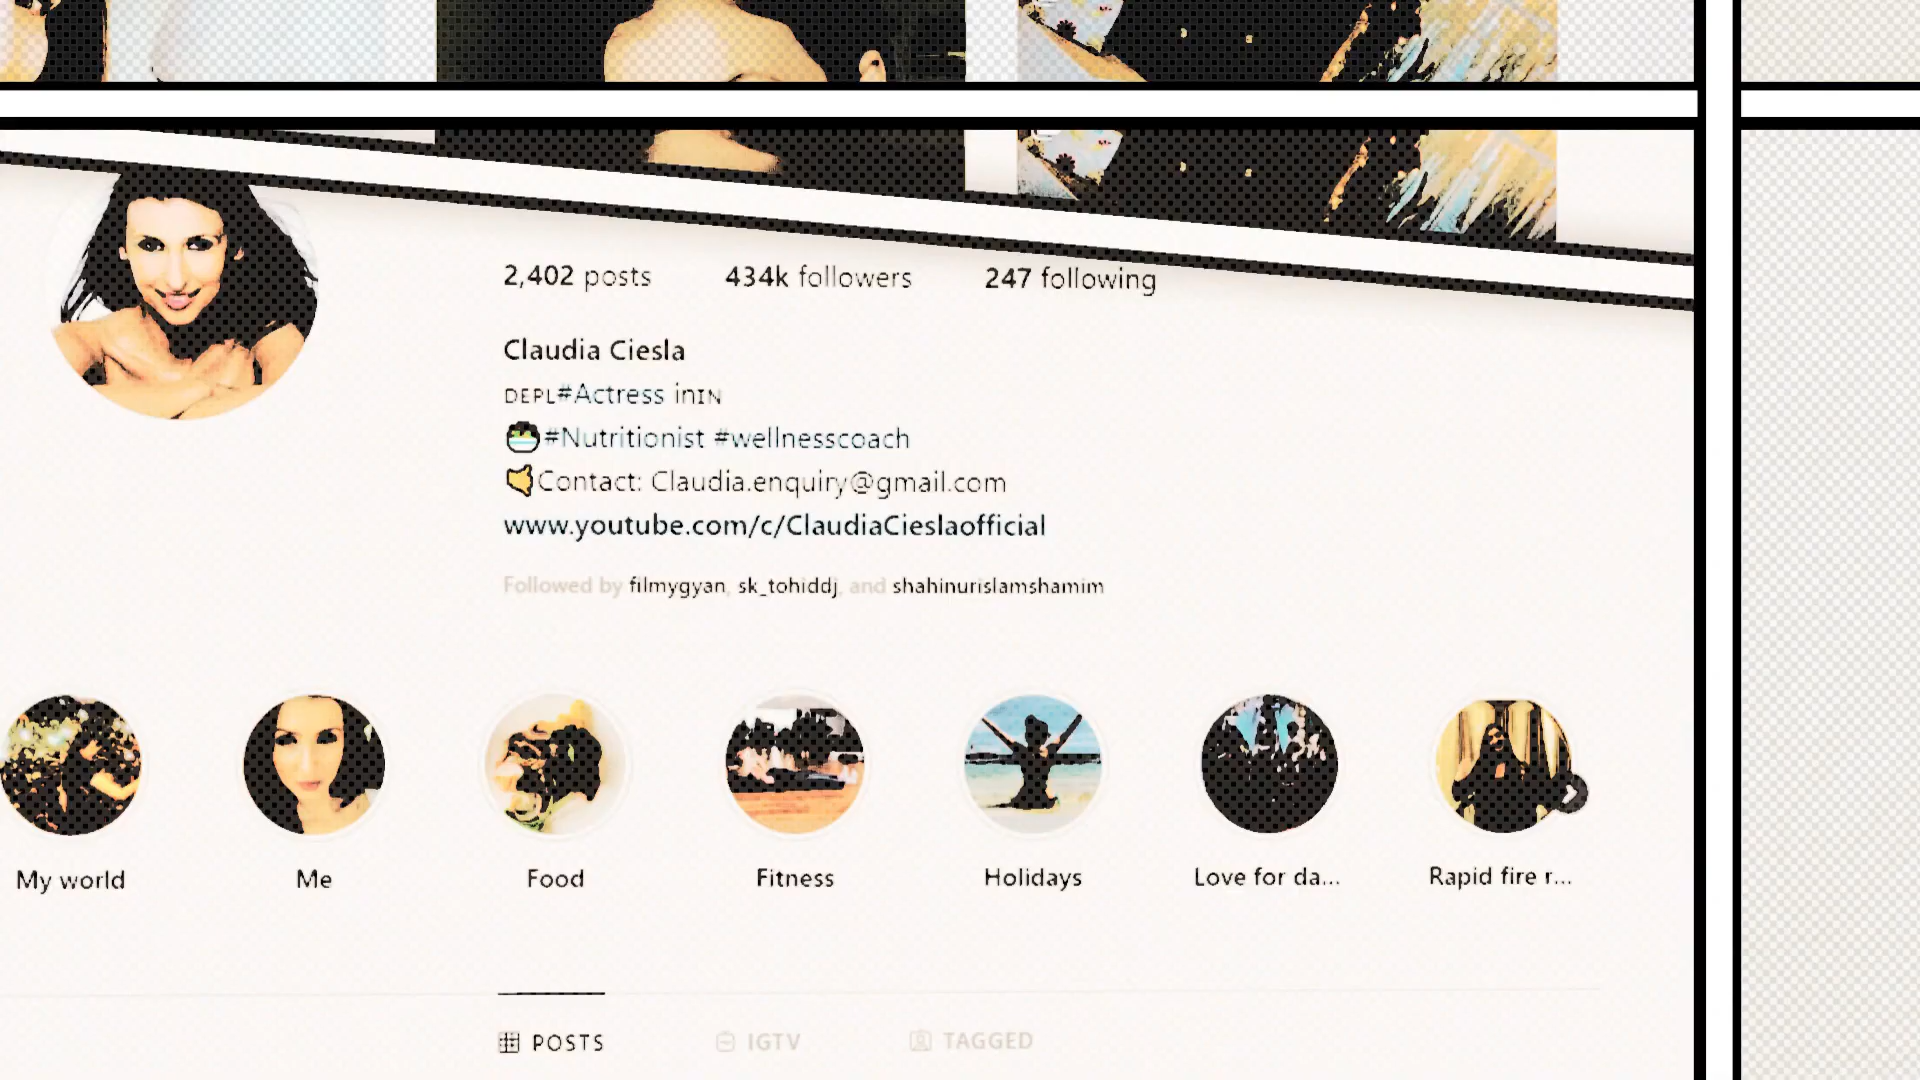 2,402 posts 434k followers 247 following
Claudia Ciesla
DEPL#Actress inIN
#Nutritionist #wellnesscoach
Contact: Claudia.enquiry@gmail.com
www.youtube.com/c/ClaudiaCieslaofficial
Followed by filmygyan, sk_tohiddj, and shahinurislamshamim
My world Me Food Fitness Holidays Love for da... Rapid fire r...
POSTS IGTV TAGGED